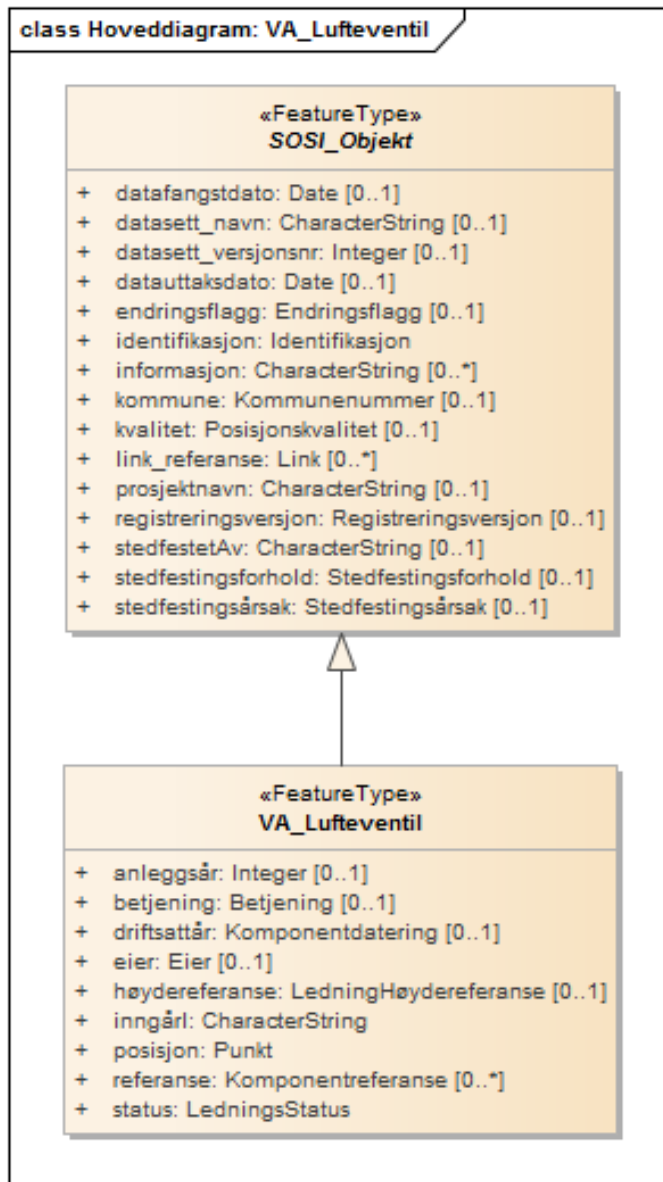 class Hoveddiagram: VA_Lufteventil
«FeatureType»
SOSI_Objekt
+ datafangstdato: Date [0..1]
+ datasett_navn: CharacterString [0..1]
+ datasett_versjonsnr: Integer [0..1]
+ datauttaksdato: Date [0..1]
+ endringsflagg: Endringsflagg [0..1]
+ identifikasjon: Identifikasjon
+ informasjon: CharacterString [0..*]
+ kommune: Kommunenummer [0..1]
+ kvalitet: Posisjonskvalitet [0..1]
+ link_referanse: Link [0..*]
+ prosjektnavn: CharacterString [0..1]
+ registreringsversjon: Registreringsversjon [0..1]
+ stedfestetAv: CharacterString [0..1]
+ stedfestingsforhold: Stedfestingsforhold [0..1]
+ stedfestingsårsak: Stedfestingsårsak [0..1]
«FeatureType»
VA_Lufteventil
+ anleggsår: Integer [0..1]
+ betjening: Betjening [0..1]
+ driftsattår: Komponentdatering [0..1]
+ eier: Eier [0..1]
+ høydereferanse: LedningHøydereferanse [0..1]
+ inngårI: CharacterString
+ posisjon: Punkt
+ referanse: Komponentreferanse [0..*]
+ status: LedningsStatus